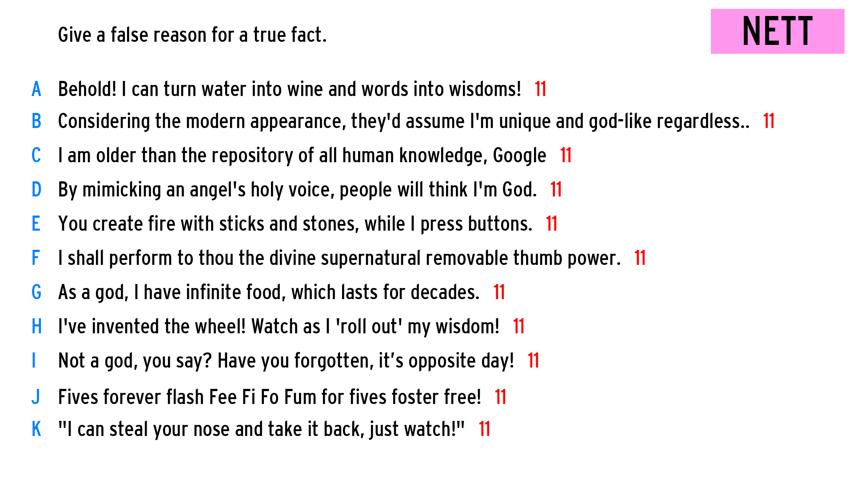 Give a false reason for a true fact.
NETT
A Behold! I can turn water into wine and words into wisdoms! 11
B Considering the modern appearance, they'd assume I'm unique and god-like regardless.. 11
C I am older than the repository of all human knowledge, Google 11
D By mimicking an angel's holy voice, people will think I'm God. 11
E You create fire with sticks and stones, while I press buttons. 11
F I shall perform to thou the divine supernatural removable thumb power. 11
G As a god, I have infinite food, which lasts for decades. 11
H I've invented the wheel! Watch as I 'roll out' my wisdom! 11
I Not a god, you say? Have you forgotten, it’s opposite day! 11
J Fives forever flash Fee Fi Fo Fum for fives foster free! 11
K "I can steal your nose and take it back, just watch!" 11